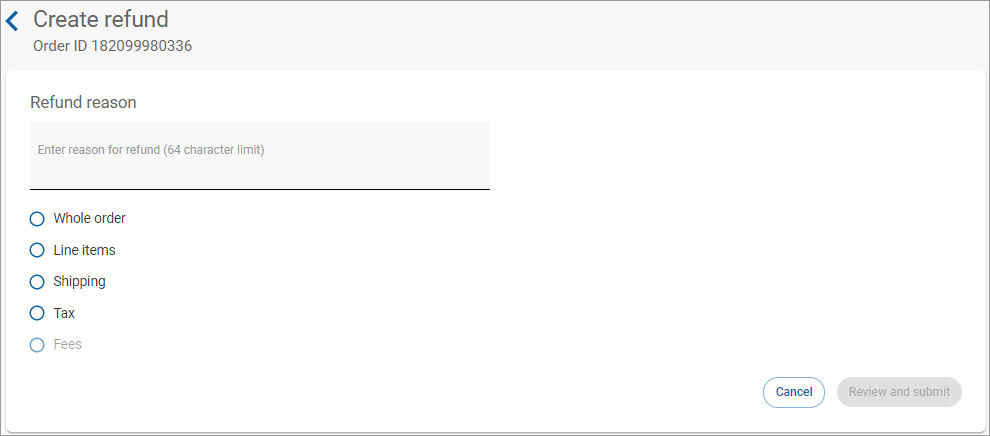 Create refund
Order ID 182099980336
Refund reason
Enter reason for refund (64 character limit)
Whole order
Line items
Shipping
Tax
Fees
Cancel
Review and submit